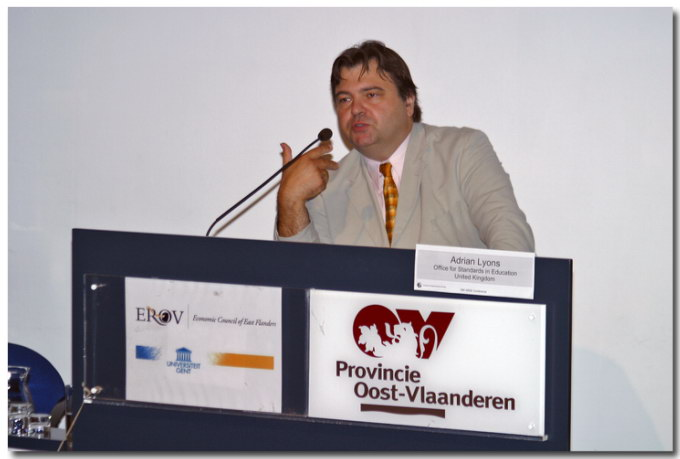 Adrian Lyons
Office for Standards in Education
United Kingdom
EROV
Economic Council of East Flanders
UNIVERSITEIT
GENT
OV
Provincie
Oost-Vlaanderen